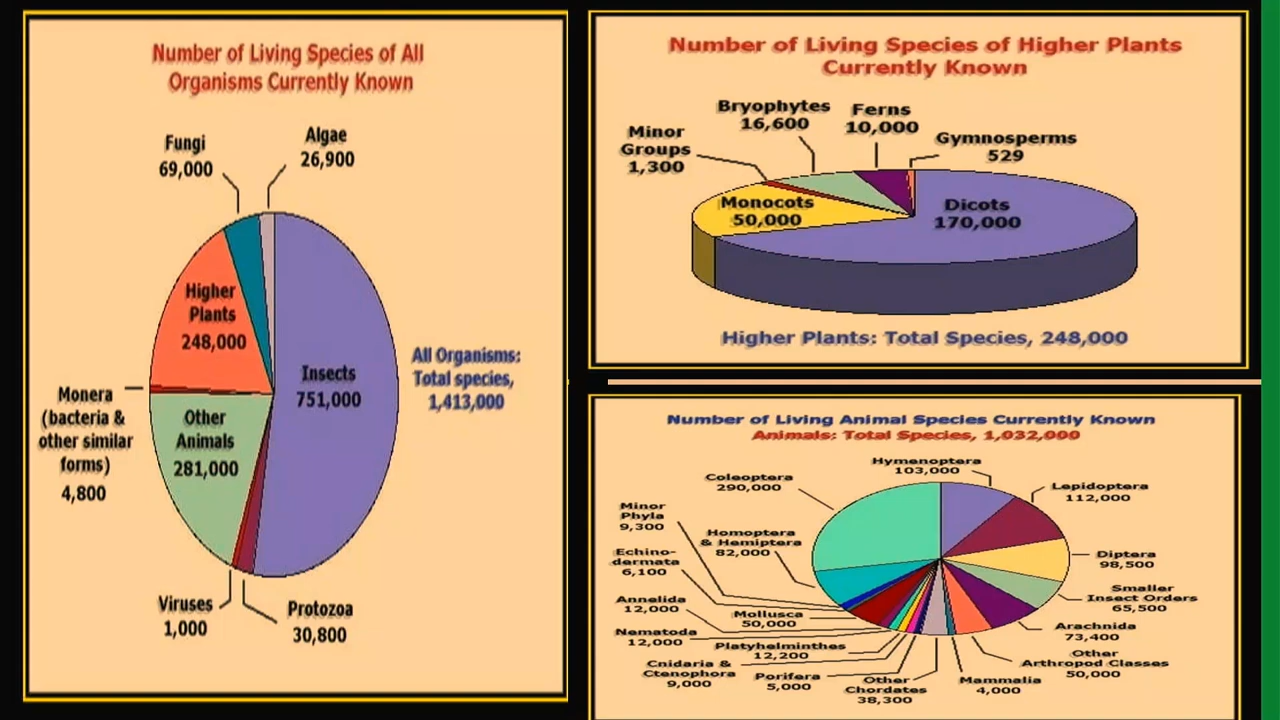 Number of Living Species of All
Organisms Currently Known
Fungi
69,000
Algae
26,900
Higher
Plants
248,000
Insects
751,000
All Organisms:
Total species,
1,413,000
Monera
(bacteria &
other similar
forms)
4,800
Other
Animals
281,000
Viruses
1,000
Protozoa
30,800
Number of Living Species of Higher Plants
Currently Known
Minor
Groups
1,300
Bryophytes
16,600
Ferns
10,000
Gymnosperms
529
Monocots
50,000
Dicots
170,000
Higher Plants: Total Species, 248,000
Number of Living Animal Species Currently Known
Animals: Total Species, 1,032,000
Hymenoptera
103,000
Coleoptera
290,000
Lepidoptera
112,000
Minor
Phyla
9,300
Homoptera
& Hemiptera
82,000
Diptera
98,500
Echino-
dermata
6,100
Smaller
Insect Orders
65,500
Annelida
12,000
Mollusca
50,000
Arachnida
73,400
Nematoda
12,000
Platyhelminthes
12,200
Other
Arthropod Classes
50,000
Cnidaria &
Ctenophora
9,000
Porifera
5,000
Other
Chordates
38,300
Mammalia
4,000